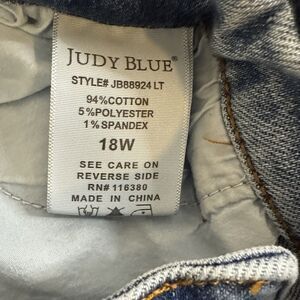 JUDY BLUE®
STYLE# JB88924 LT
94%COTTON
5%POLYESTER
1%SPANDEX
18W
SEE CARE ON
REVERSE SIDE
RN# 116380
MADE IN CHINA